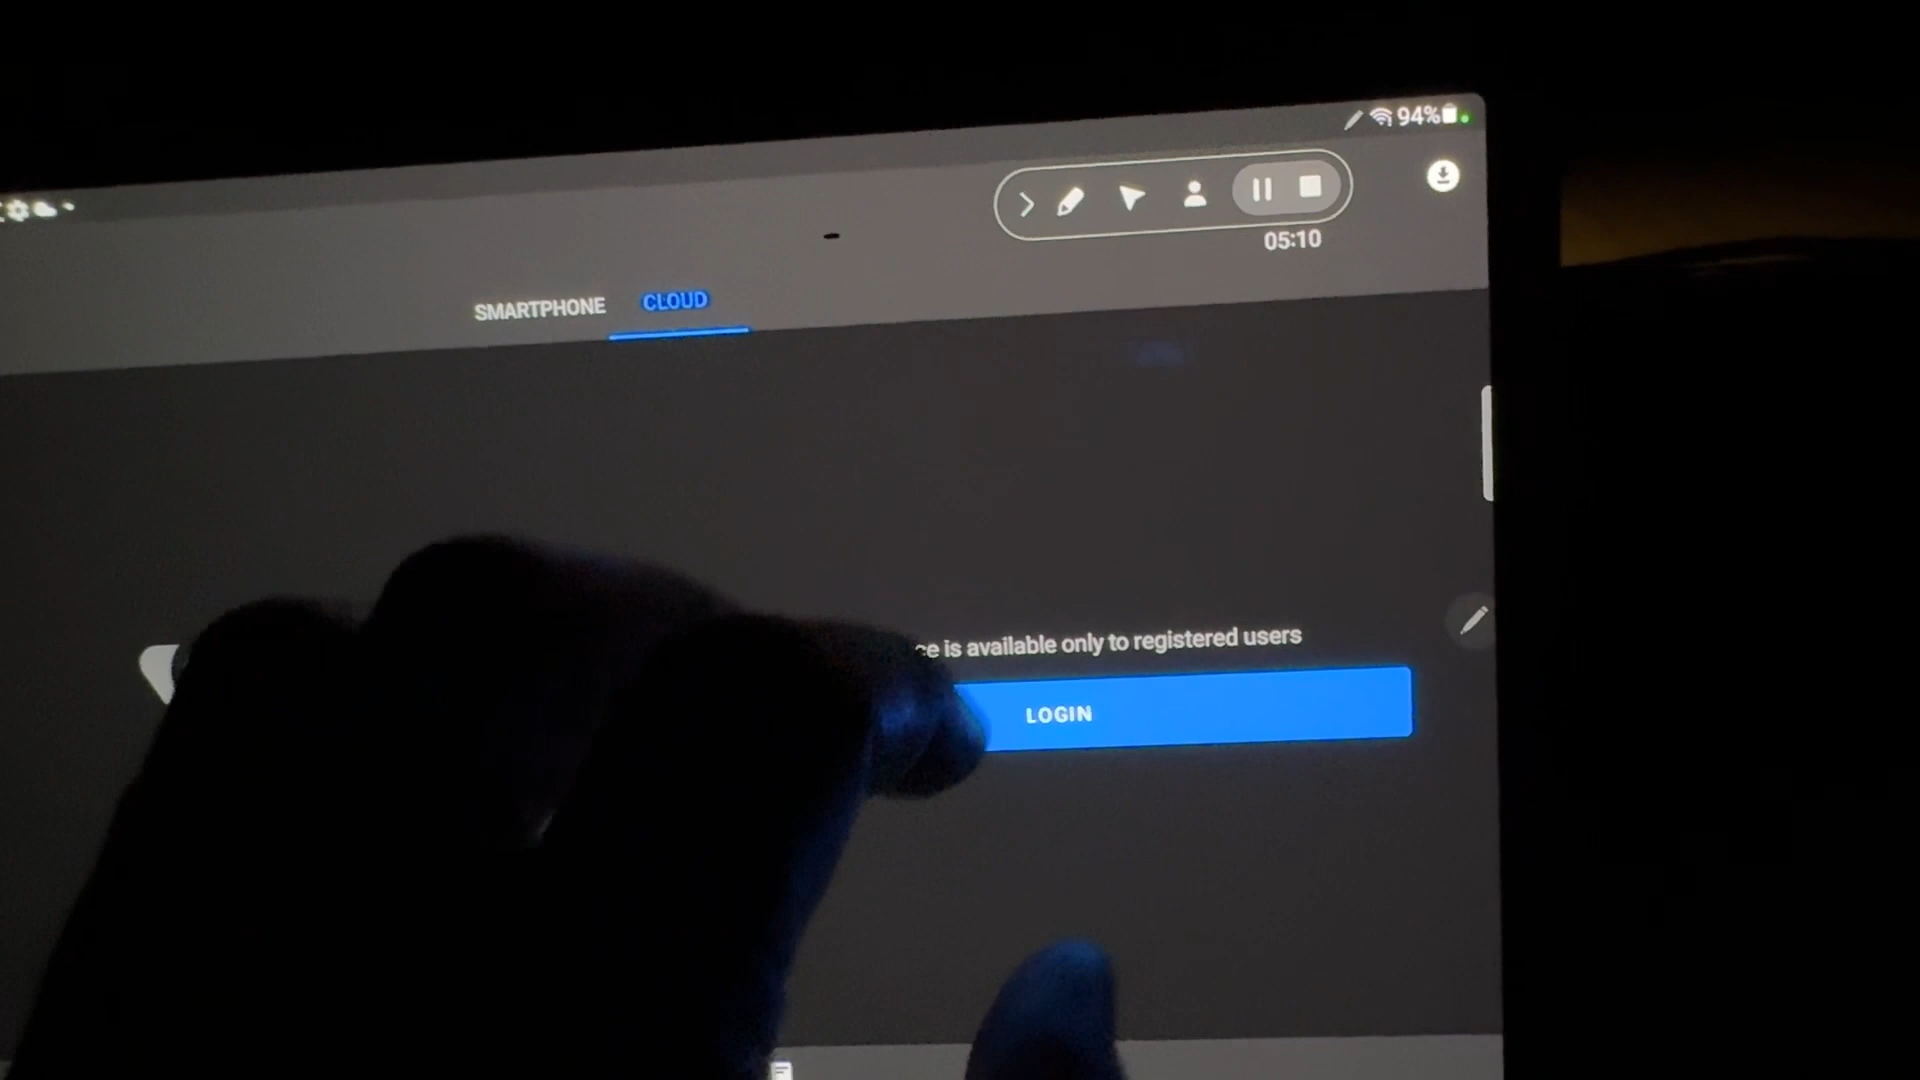 94%
05:10
SMARTPHONE
CLOUD
is available only to registered users
LOGIN